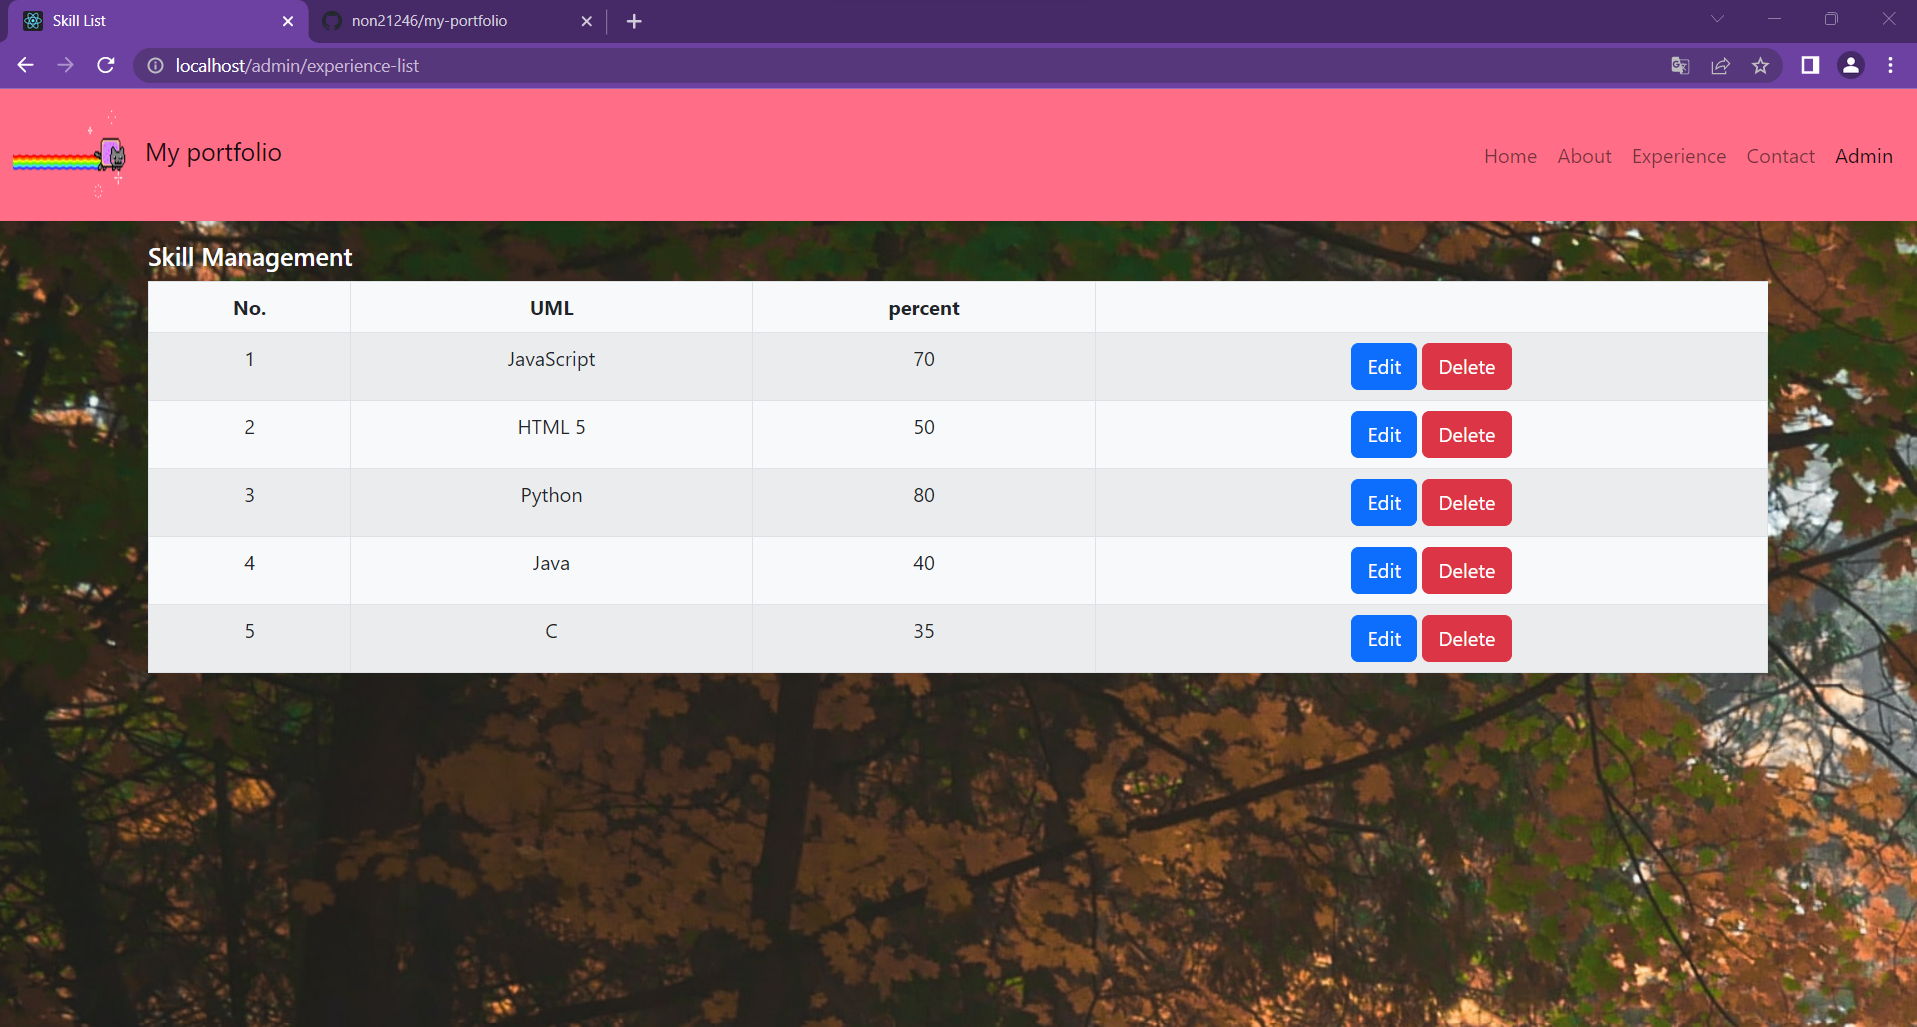 Skill List
non21246/my-portfolio
localhost/admin/experience-list
My portfolio
Home About Experience Contact Admin
Skill Management
No. UML percent
1 JavaScript 70 Edit Delete
2 HTML 5 50 Edit Delete
3 Python 80 Edit Delete
4 Java 40 Edit Delete
5 C 35 Edit Delete